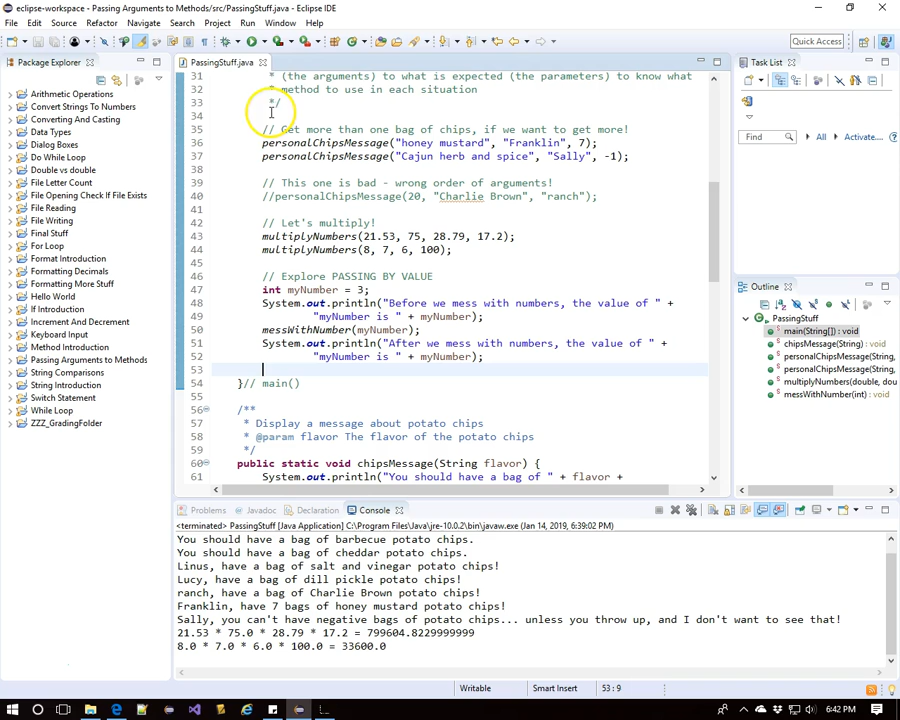 eclipse-workspace - Passing Arguments to Methods/src/PassingStuff.java - Eclipse IDE
File Edit Source Refactor Navigate Search Project Run Window Help
Quick Access
Package Explorer
Arithmetic Operations
Convert Strings To Numbers
Converting And Casting
Data Types
Dialog Boxes
Do While Loop
Double vs double
File Letter Count
File Opening Check If File Exists
File Reading
File Writing
Final Stuff
For Loop
Format Introduction
Formatting Decimals
Formatting More Stuff
Hello World
If Introduction
Increment And Decrement
Keyboard Input
Method Introduction
Passing Arguments to Methods
String Comparisons
String Introduction
Switch Statement
While Loop
ZZZ_GradingFolder
PassingStuff.java
31 * (the arguments) to what is expected (the parameters) to know what
32 * method to use in each situation
33 */
34
35 // Get more than one bag of chips, if we want to get more!
36 personalChipsMessage("honey mustard", "Franklin", 7);
37 personalChipsMessage("Cajun herb and spice", "Sally", -1);
38
39 // This one is bad - wrong order of arguments!
40 //personalChipsMessage(20, "Charlie Brown", "ranch");
41
42 // Let's multiply!
43 multiplyNumbers(21.53, 75, 28.79, 17.2);
44 multiplyNumbers(8, 7, 6, 100);
45
46 // Explore PASSING BY VALUE
47 int myNumber = 3;
48 System.out.println("Before we mess with numbers, the value of " +
49 "myNumber is " + myNumber);
50 messWithNumber(myNumber);
51 System.out.println("After we mess with numbers, the value of " +
52 "myNumber is " + myNumber);
53
54 }// main()
55
56 /**
57 * Display a message about potato chips
58 * @param flavor The flavor of the potato chips
59 */
60 public static void chipsMessage(String flavor) {
61 System.out.println("You should have a bag of " + flavor +
Task List
Find All Activate...
Outline
PassingStuff
main(String[]) : void
chipsMessage(String) : void
personalChipsMessage(String,
personalChipsMessage(String,
multiplyNumbers(double, dou
messWithNumber(int) : void
Problems Javadoc Declaration Console
<terminated> PassingStuff [Java Application] C:\Program Files\Java\jre-10.0.2\bin\javaw.exe (Jan 14, 2019, 6:39:02 PM)
You should have a bag of barbecue potato chips.
You should have a bag of cheddar potato chips.
Linus, have a bag of salt and vinegar potato chips!
Lucy, have a bag of dill pickle potato chips!
ranch, have a bag of Charlie Brown potato chips!
Franklin, have 7 bags of honey mustard potato chips!
Sally, you can't have negative bags of potato chips... unless you throw up, and I don't want to see that!
21.53 * 75.0 * 28.79 * 17.2 = 799604.8229999999
8.0 * 7.0 * 6.0 * 100.0 = 33600.0
Writable Smart Insert 53 : 9
6:42 PM